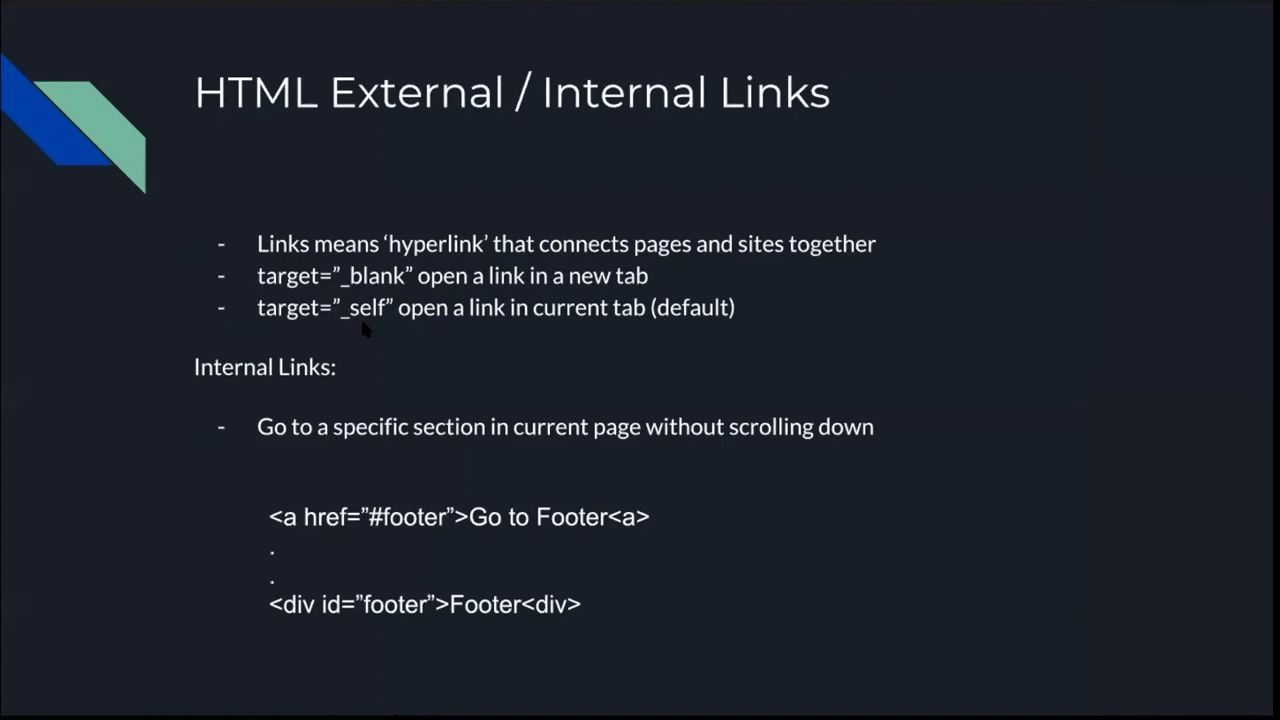 HTML External / Internal Links
- Links means ‘hyperlink’ that connects pages and sites together
- target=”_blank” open a link in a new tab
- target=”_self” open a link in current tab (default)
Internal Links:
- Go to a specific section in current page without scrolling down
<a href=”#footer”>Go to Footer<a>
.
.
<div id=”footer”>Footer<div>